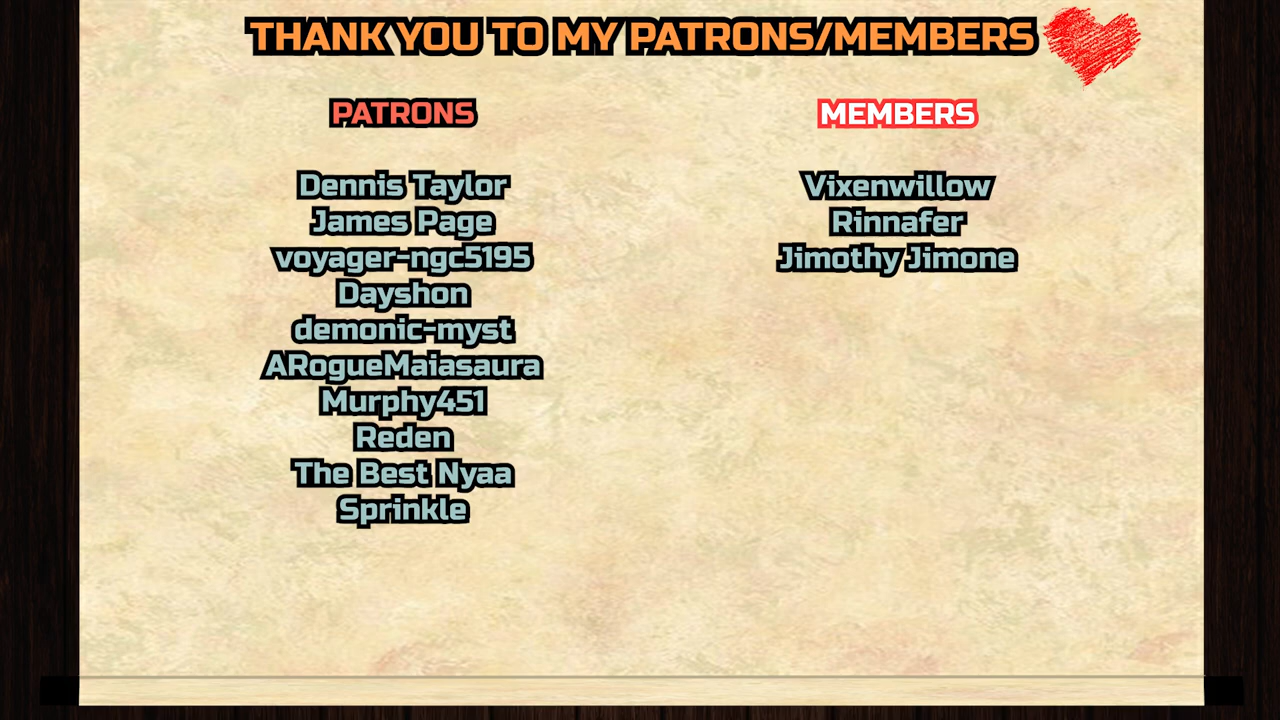 THANK YOU TO MY PATRONS/MEMBERS
PATRONS
Dennis Taylor
James Page
voyager-ngc5195
Dayshon
demonic-myst
ARogueMaiasaura
Murphy451
Reden
The Best Nyaa
Sprinkle
MEMBERS
Vixenwillow
Rinnafer
Jimothy Jimone